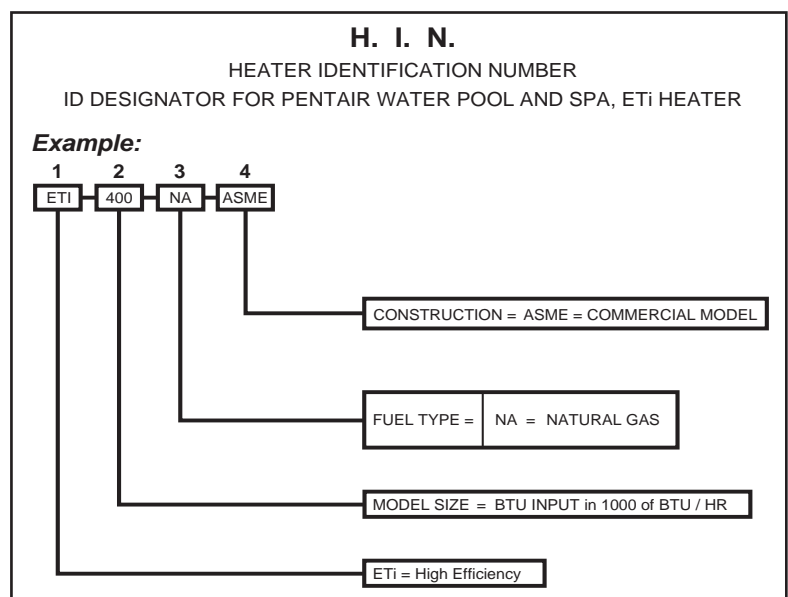 H. I. N.
HEATER IDENTIFICATION NUMBER
ID DESIGNATOR FOR PENTAIR WATER POOL AND SPA, ETi HEATER
Example:
1 2 3 4
ETI 400 NA ASME
CONSTRUCTION = ASME = COMMERCIAL MODEL
FUEL TYPE = NA = NATURAL GAS
MODEL SIZE = BTU INPUT in 1000 of BTU / HR
ETi = High Efficiency